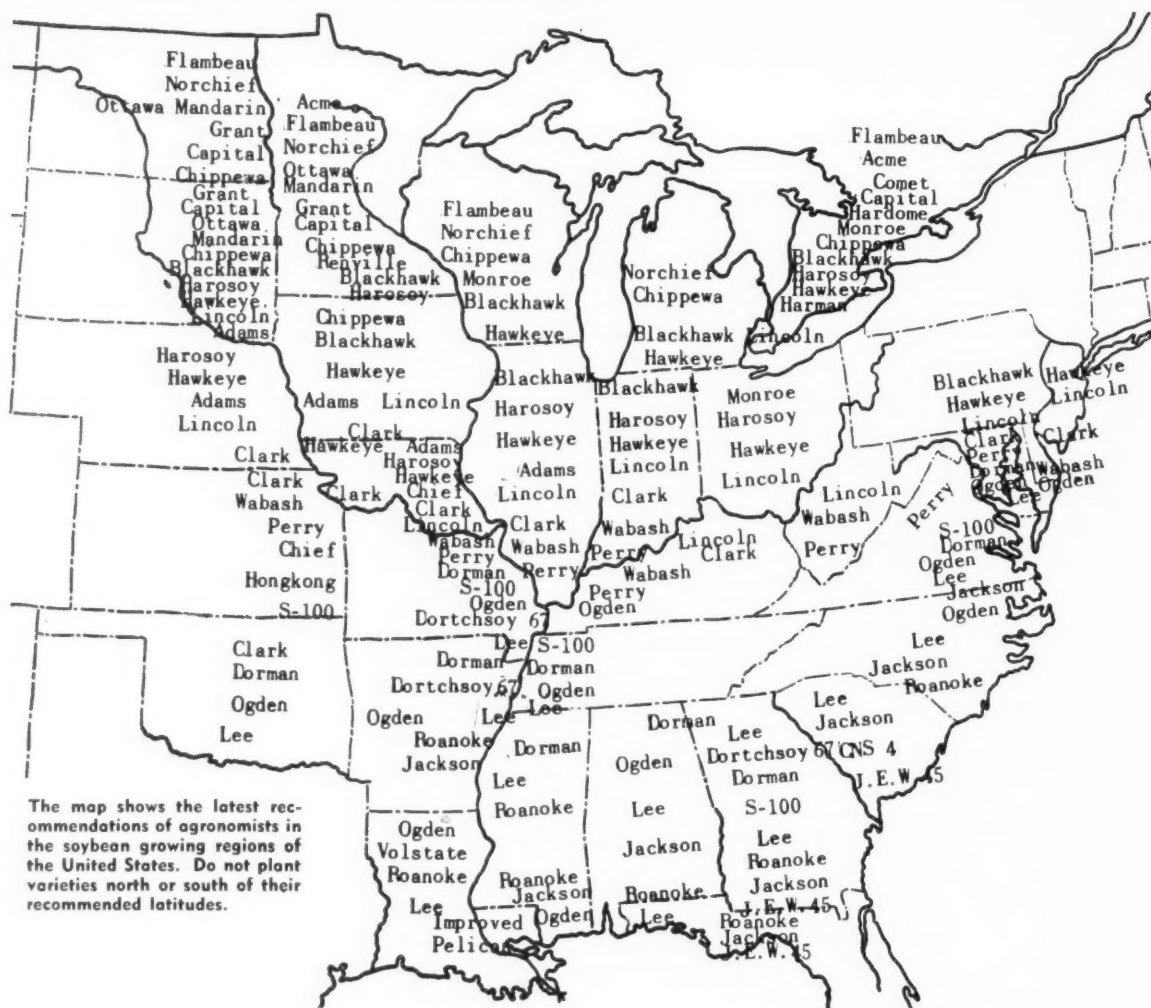 Flambeau
Norchief
Ottawa Mandarin
Grant
Capital
Chippewa
Grant
Capital
Ottawa
Mandarin
Chippewa
Blackhawk
Harosoy
Hawkeye
Lincoln
Adams
Harosoy
Hawkeye
Adams
Lincoln
Clark
Clark
Wabash
Perry
Chief
Hongkong
S-100
Clark
Dorman
Ogden
Lee
Acme
Flambeau
Norchief
Ottawa
Mandarin
Grant
Capital
Chippewa
Renville
Blackhawk
Harosoy
Chippewa
Blackhawk
Hawkeye
Adams Lincoln
Clark
Hawkeye Adams
Harosoy
Hawkeye
Clark Chief
Clark
Lincoln
Wabash
Perry
Dorman
S-100
Ogden
Dortchsoy 67
Lee
Dorman
Dortchsoy 67
Ogden Lee
Roanoke
Jackson
Ogden
Volstate
Roanoke
Lee
Improved
Pelican
Flambeau
Norchief
Chippewa
Monroe
Blackhawk
Hawkeye
Blackhawk
Harosoy
Hawkeye
Adams
Lincoln
Clark
Wabash
Perry
Norchief
Chippewa
Blackhawk
Hawkeye
Blackhawk
Harosoy
Hawkeye
Lincoln
Clark
Wabash
Perry
Monroe
Harosoy
Hawkeye
Lincoln
Lincoln
Clark
Wabash
Perry
Ogden
S-100
Dorman
Ogden
Lee
Dorman
Lee
Roanoke
Roanoke
Jackson
Ogden
Dorman
Ogden
Lee
Jackson
Roanoke
Lee
Lee
Dortchsoy 67
Dorman
S-100
Lee
Roanoke
Jackson
J.E.W.45
Roanoke
Jackson
J.E.W.45
Lee
Jackson
CNS 4
J.E.W.45
Lee
Jackson
Roanoke
Flambeau
Acme
Comet
Capital
Hardome
Monroe
Chippewa
Blackhawk
Harosoy
Hawkeye
Harman
Lincoln
Blackhawk
Hawkeye
Lincoln
Clark
Perry
Dorman
Ogden
Lee
Hawkeye
Lincoln
Clark
Wabash
Ogden
Lincoln
Wabash
Perry
Perry
S-100
Dorman
Ogden
Lee
Jackson
Ogden
The map shows the latest rec-
ommendations of agronomists in
the soybean growing regions of
the United States. Do not plant
varieties north or south of their
recommended latitudes.